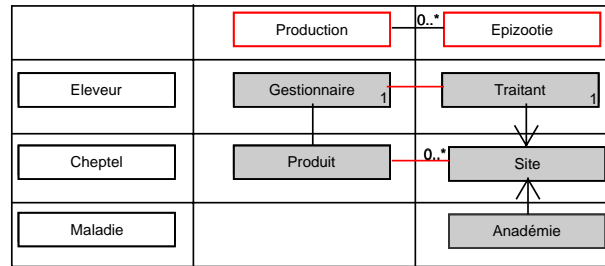 Production 0..* Epizootie
Eleveur Gestionnaire 1 Traitant 1
Cheptel Produit 0..* Site
Maladie Anadémie